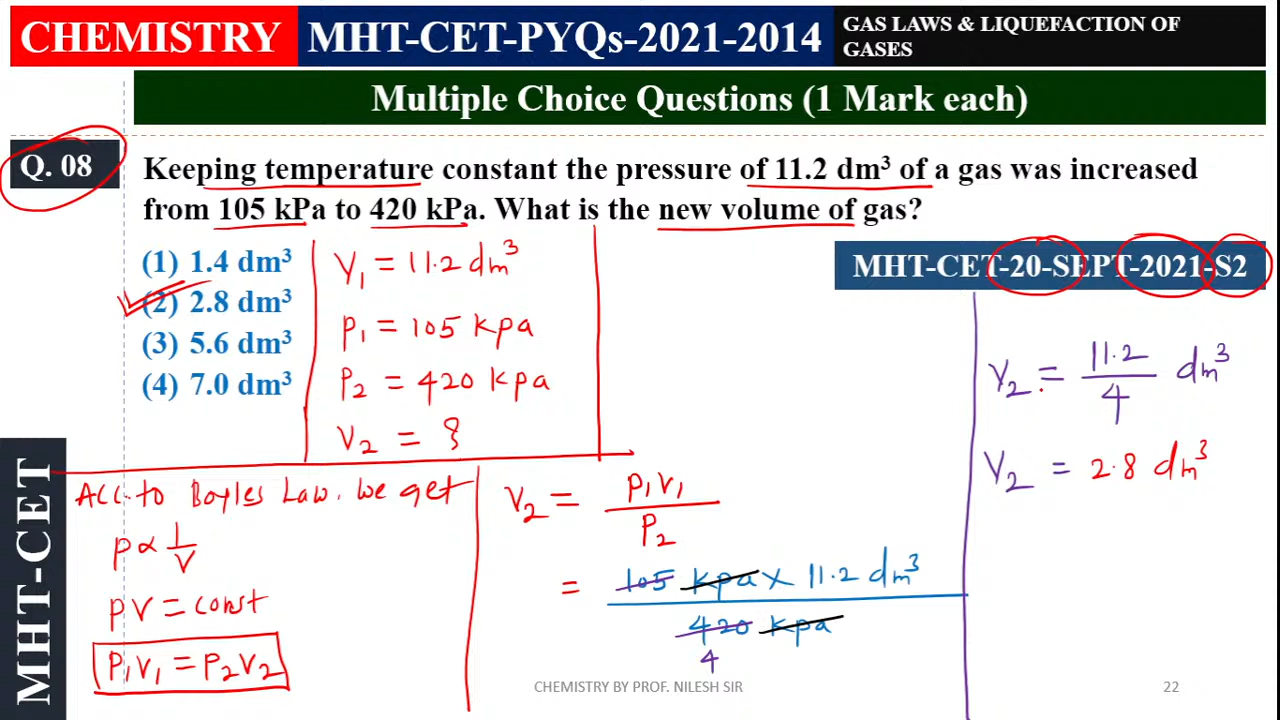 CHEMISTRY
MHT-CET-PYQs-2021-2014
GAS LAWS & LIQUEFACTION OF
GASES
Multiple Choice Questions (1 Mark each)
Q. 08
Keeping temperature constant the pressure of 11.2 dm³ of a gas was increased
from 105 kPa to 420 kPa. What is the new volume of gas?
MHT-CET-20-SEPT-2021-S2
(1) 1.4 dm³
(2) 2.8 dm³
(3) 5.6 dm³
(4) 7.0 dm³
V₁ = 11.2 dm³
P₁ = 105 kpa
P₂ = 420 kpa
V₂ = ?
Acc. to Boyles Law. We get
P ∝ 1/V
PV = const
P₁V₁ = P₂V₂
V₂ = P₁V₁ / P₂
= 105 kpa × 11.2 dm³ / 420 kpa
4
V₂ = 11.2 / 4 dm³
V₂ = 2.8 dm³
MHT-CET
CHEMISTRY BY PROF. NILESH SIR
22